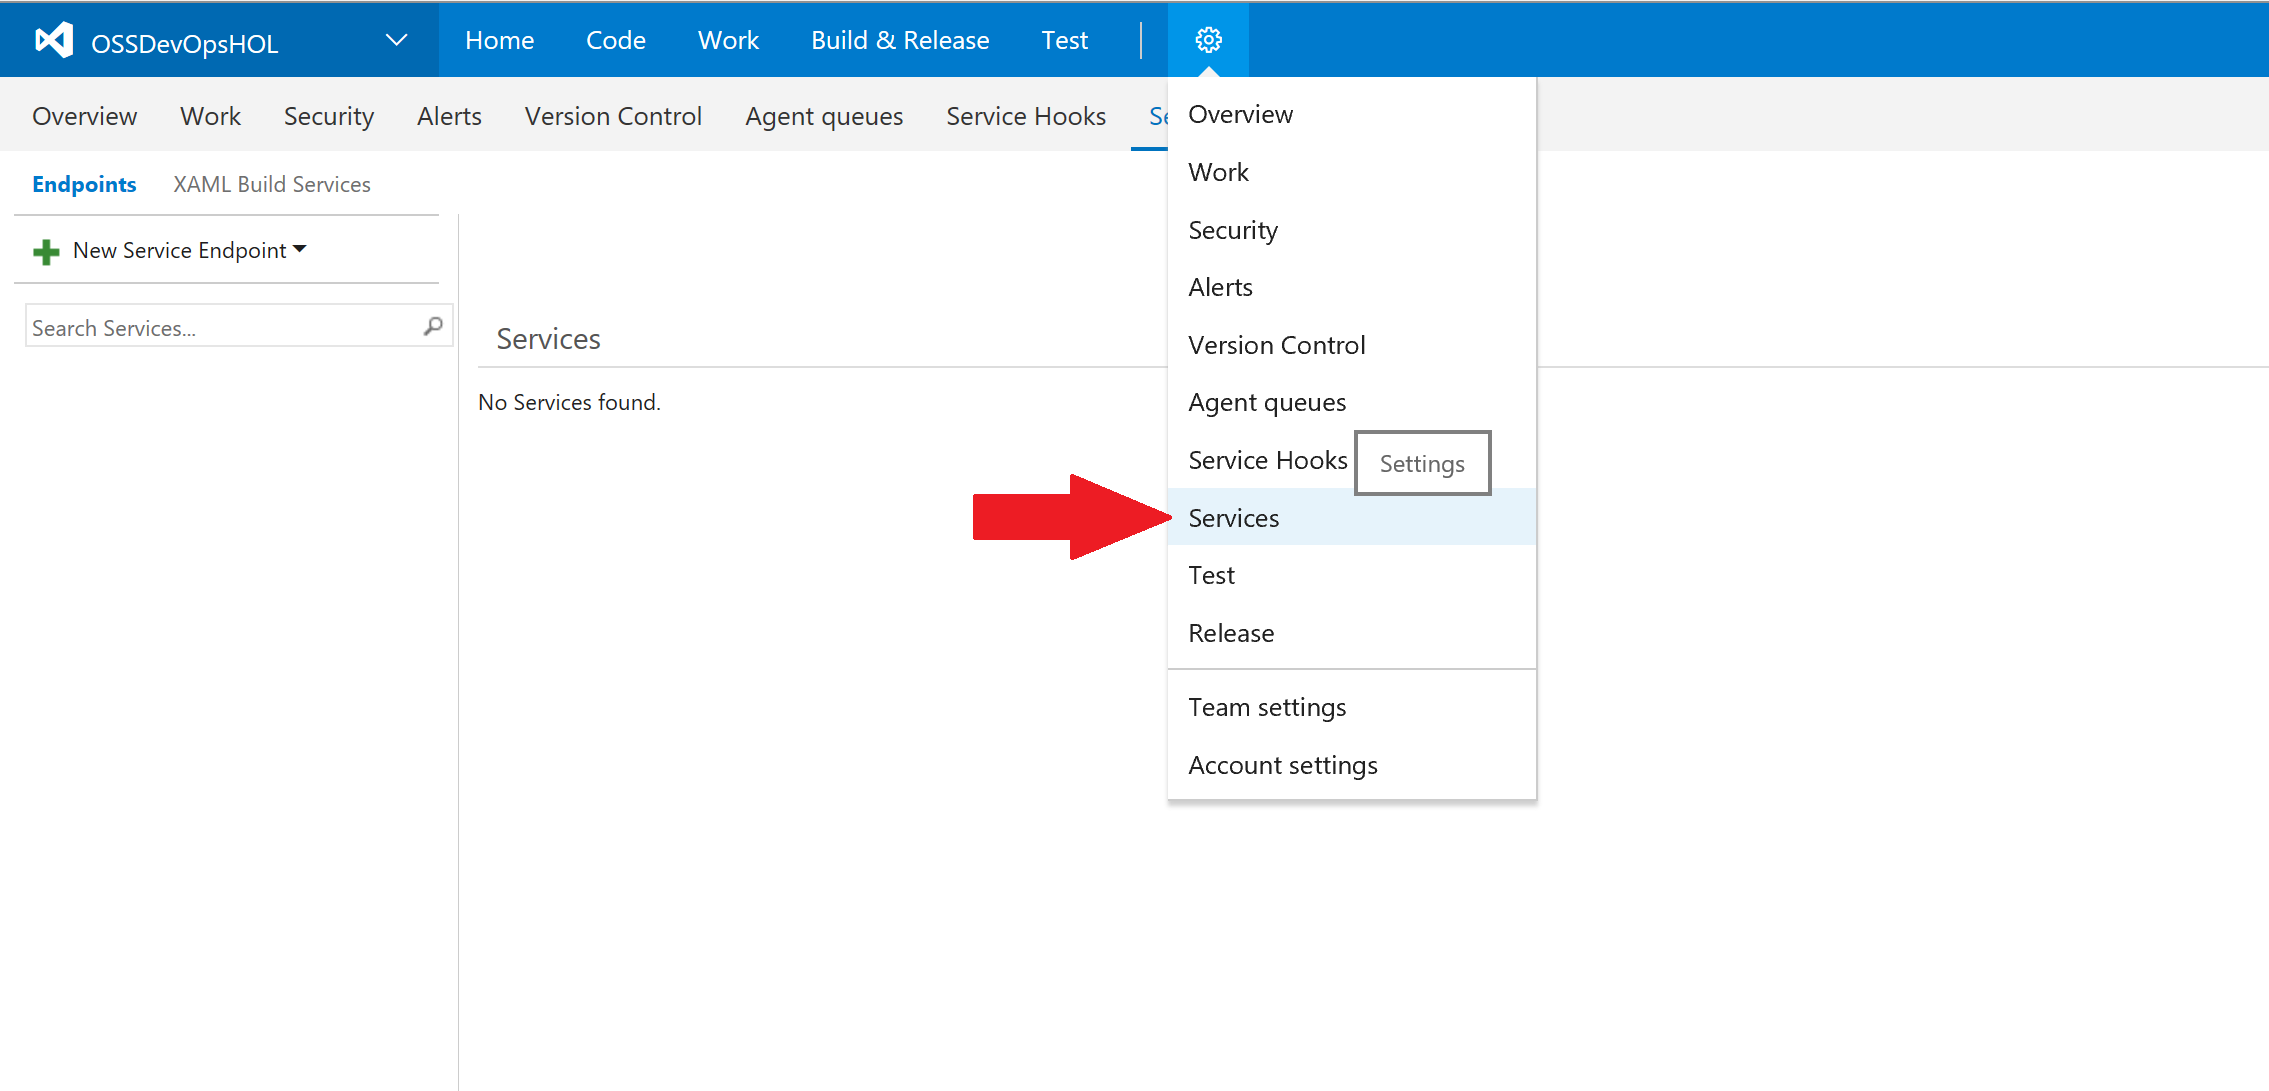 OSSDevOpsHOL Home Code Work Build & Release Test
Overview Work Security Alerts Version Control Agent queues Service Hooks Se
Endpoints XAML Build Services
New Service Endpoint
Search Services...
Services
No Services found.
Overview
Work
Security
Alerts
Version Control
Agent queues
Service Hooks
Settings
Services
Test
Release
Team settings
Account settings